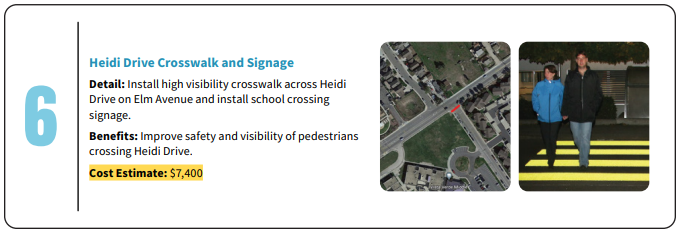 6
Heidi Drive Crosswalk and Signage
Detail: Install high visibility crosswalk across Heidi
Drive on Elm Avenue and install school crossing
signage.
Benefits: Improve safety and visibility of pedestrians
crossing Heidi Drive.
Cost Estimate: $7,400